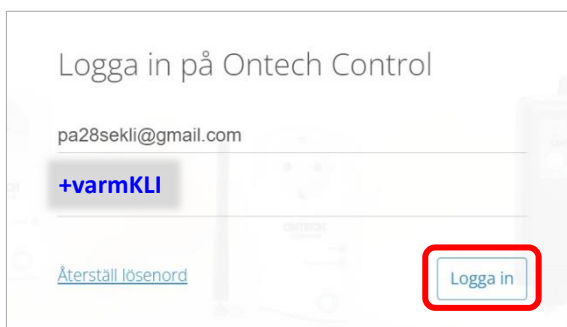 Logga in på Ontech Control
pa28sekli@gmail.com
+varmKLI
Återställ lösenord
Logga in